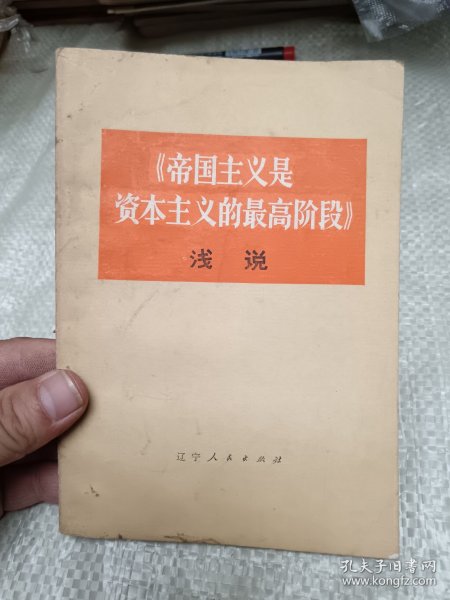 《帝国主义是
资本主义的最高阶段》
浅说
辽宁人民出版社
孔夫子旧书网
www.kongfz.com